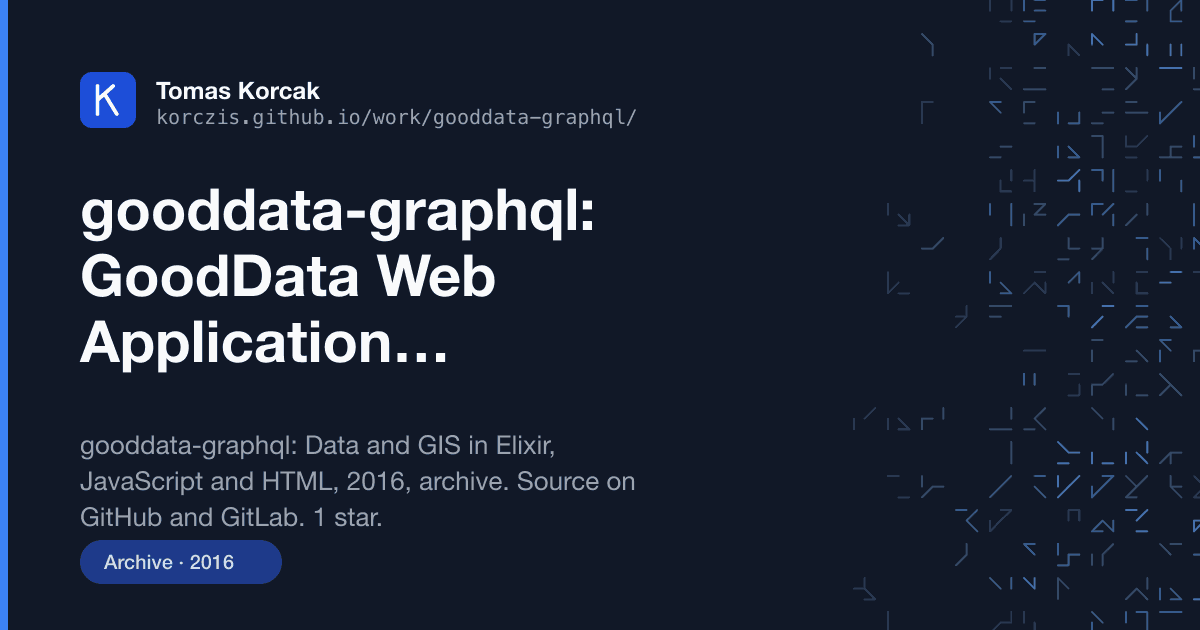 K
Tomas Korcak
korczis.github.io/work/gooddata-graphql/
gooddata-graphql:
GoodData Web
Application…
gooddata-graphql: Data and GIS in Elixir,
JavaScript and HTML, 2016, archive. Source on
GitHub and GitLab. 1 star.
Archive · 2016